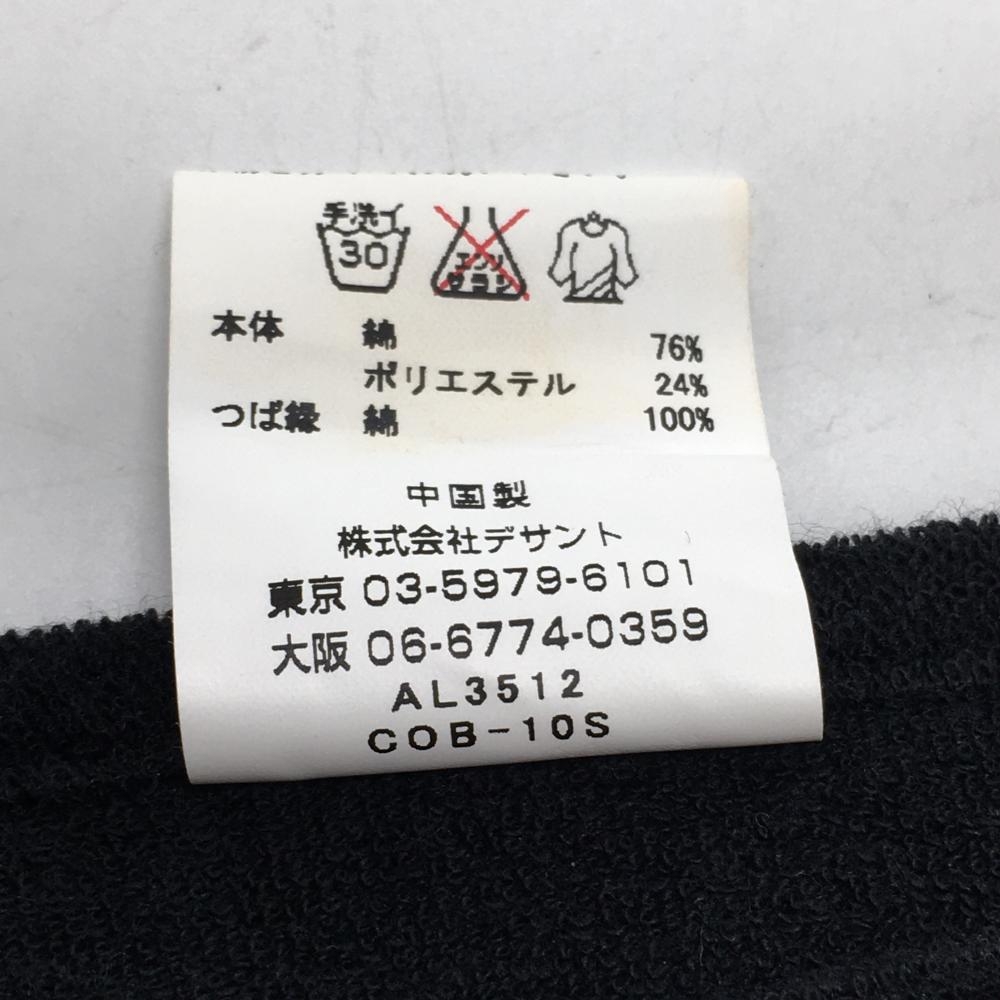 手洗イ
30
エンソ
サラシ
本体 綿 76%
ポリエステル 24%
つば縁 綿 100%
中国製
株式会社デサント
東京 03-5979-6101
大阪 06-6774-0359
AL3512
COB-10S